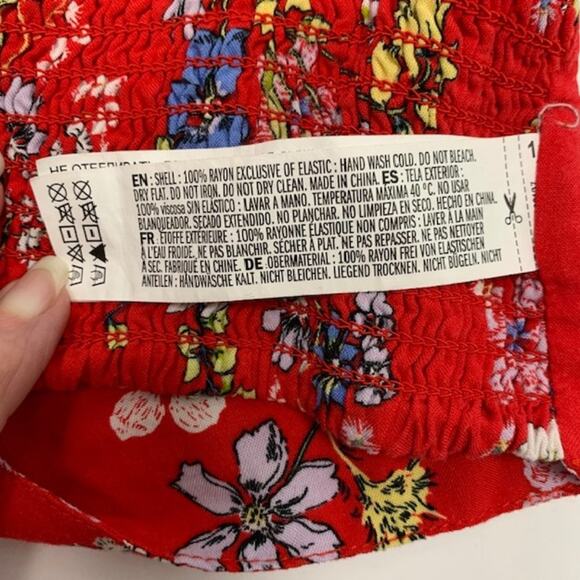 НЕ ОТБЕЛИВАТЬ
EN : SHELL : 100% RAYON EXCLUSIVE OF ELASTIC : HAND WASH COLD. DO NOT BLEACH.
DRY FLAT. DO NOT IRON. DO NOT DRY CLEAN. MADE IN CHINA. ES : TELA EXTERIOR :
100% viscosa SIN ELÁSTICO : LAVAR A MANO. TEMPERATURA MÁXIMA 40 °C. NO USAR
BLANQUEADOR. SECADO EXTENDIDO. NO PLANCHAR. NO LIMPIEZA EN SECO. HECHO EN CHINA.
FR : ÉTOFFE EXTÉRIEURE : 100% RAYONNE ÉLASTIQUE NON COMPRIS : LAVER A LA MAIN
A L'EAU FROIDE. NE PAS BLANCHIR. SÉCHER À PLAT. NE PAS REPASSER. NE PAS NETTOYER
À SEC. FABRIQUÉ EN CHINE. DE OBERMATERIAL : 100% RAYON FREI VON ELASTISCHEN
ANTEILEN : HANDWÄSCHE KALT. NICHT BLEICHEN. LIEGEND TROCKNEN. NICHT BÜGELN. NICHT
1